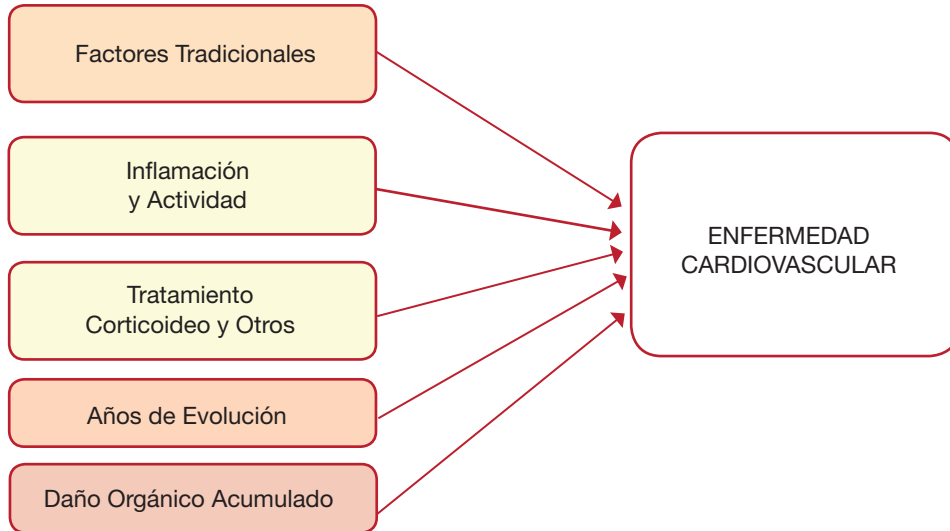 Factores Tradicionales
Inflamación
y Actividad
Tratamiento
Corticoideo y Otros
Años de Evolución
Daño Orgánico Acumulado
ENFERMEDAD
CARDIOVASCULAR